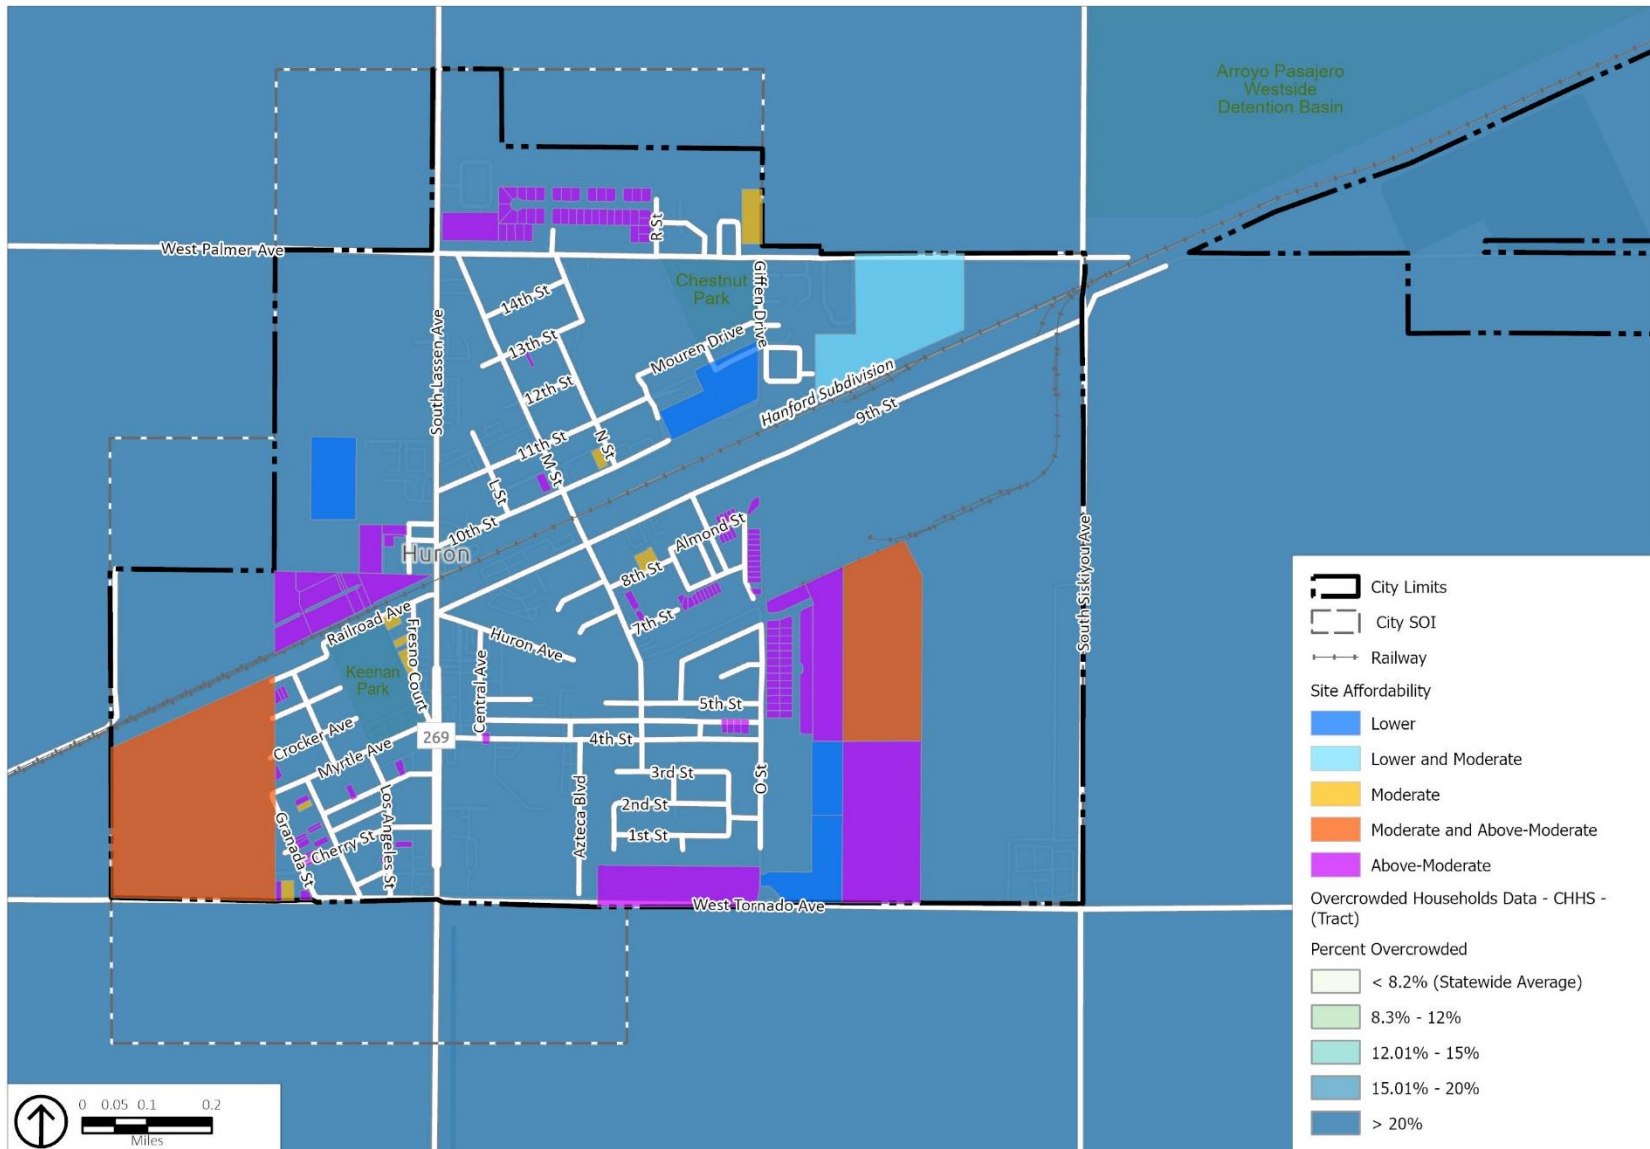 Arroyo Pasajero
Westside
Detention Basin
West Palmer Ave
R St
Chestnut
Park
Giffen Drive
14th St
13th St
12th St
11th St
10th St
Mouren Drive
Hanford Subdivision
9th St
South Lassen Ave
N St
M St
L St
Huron
Almond St
8th St
7th St
Railroad Ave
Fresno Court
Huron Ave
Keenan
Park
Central Ave
South Siskiyou Ave
5th St
269
4th St
Crocker Ave
Myrtle Ave
3rd St
2nd St
1st St
O St
Azteca Blvd
Los Angeles St
Granada St
Cherry St
West Tornado Ave
City Limits
City SOI
Railway
Site Affordability
Lower
Lower and Moderate
Moderate
Moderate and Above-Moderate
Above-Moderate
Overcrowded Households Data - CHHS -
(Tract)
Percent Overcrowded
< 8.2% (Statewide Average)
8.3% - 12%
12.01% - 15%
15.01% - 20%
> 20%
0 0.05 0.1 0.2
Miles